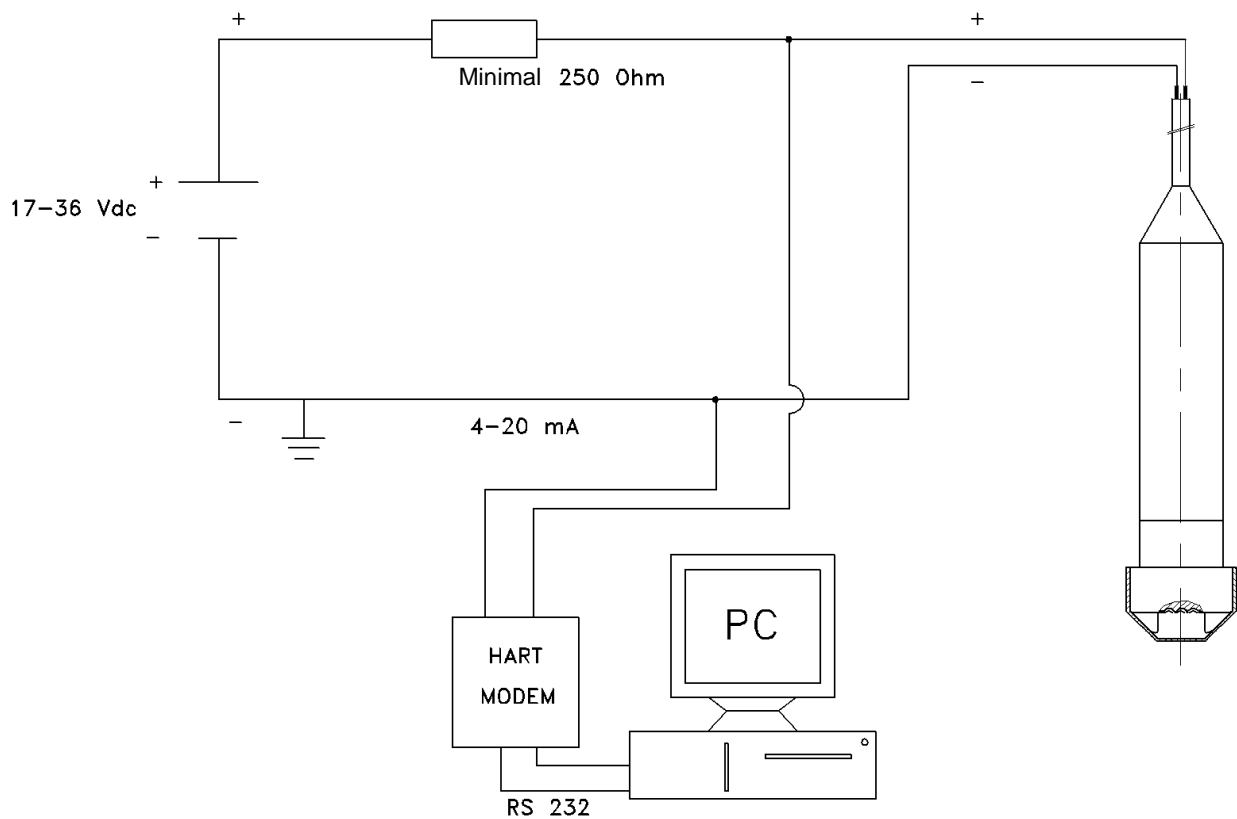 +
+
Minimal 250 Ohm
−
+
17−36 Vdc
−
−
4−20 mA
PC
HART
MODEM
RS 232